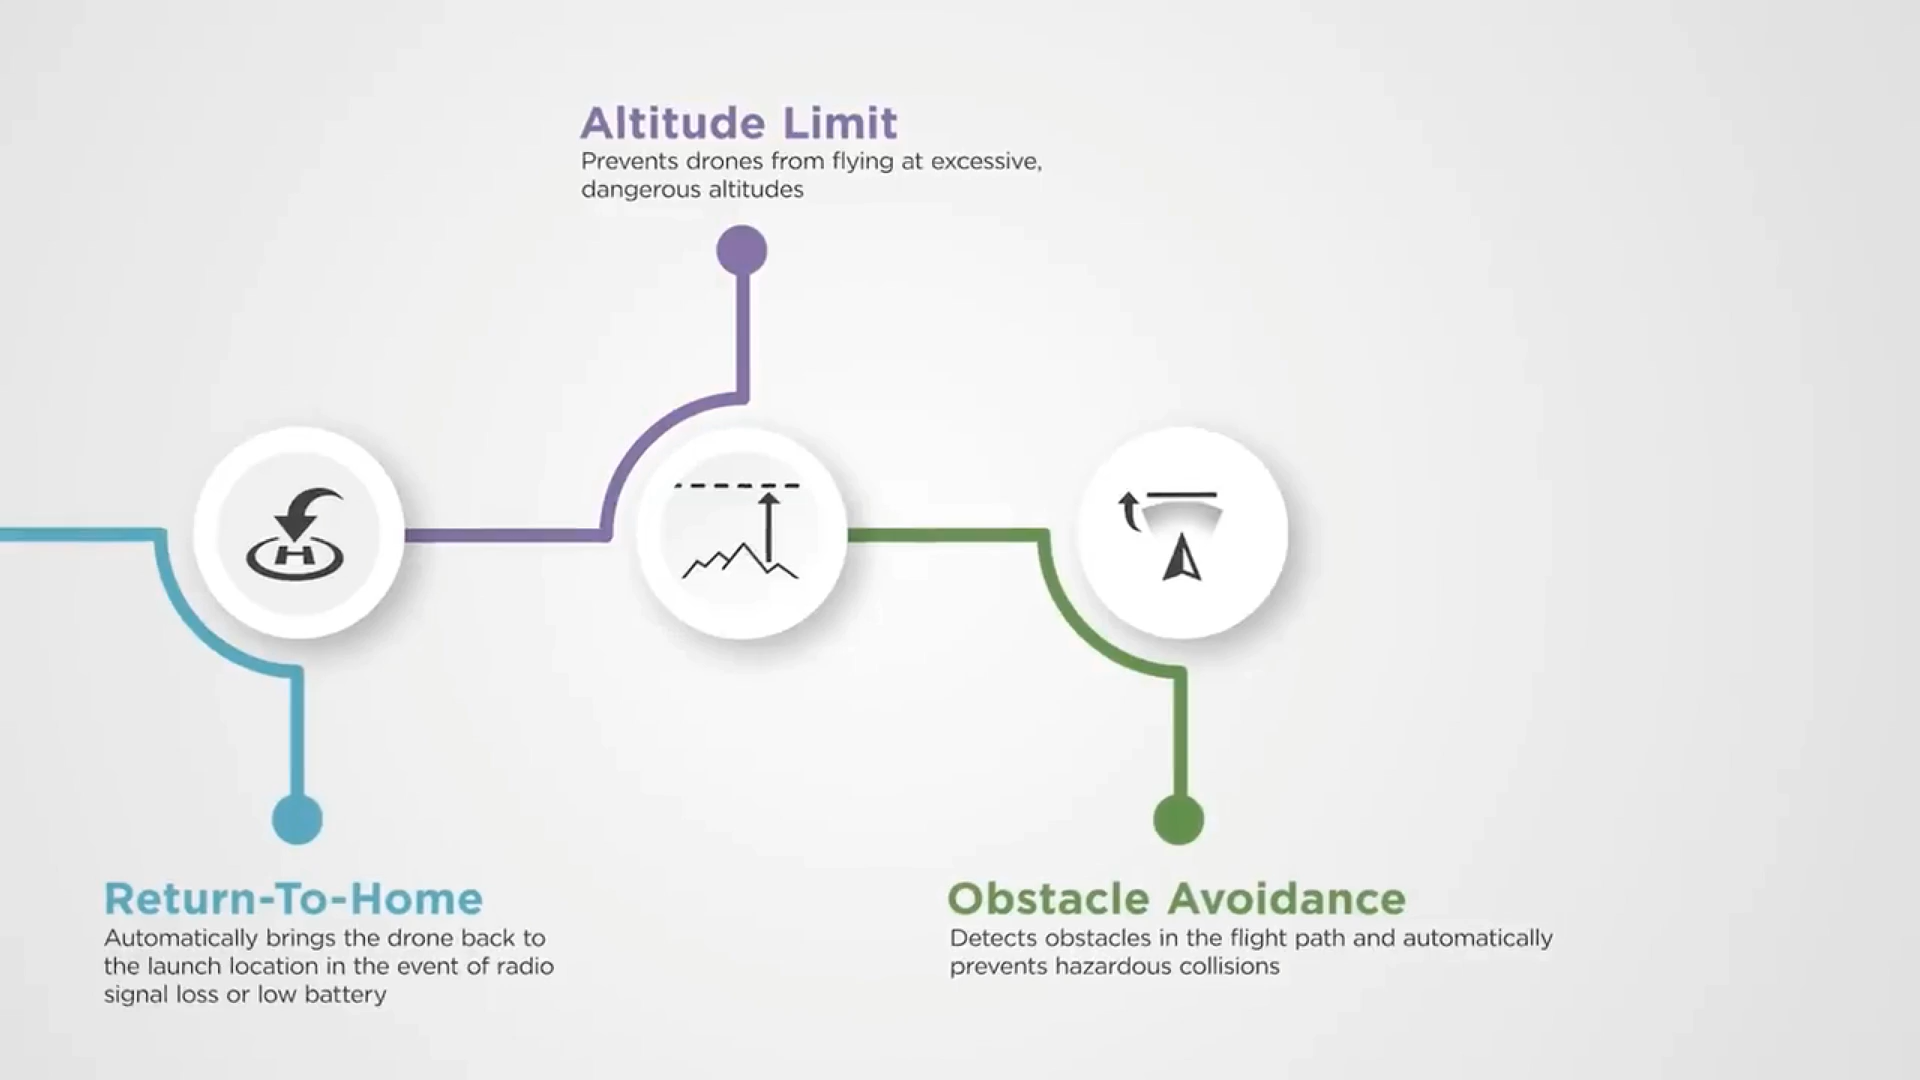 Altitude Limit
Prevents drones from flying at excessive,
dangerous altitudes
H
Return-To-Home
Automatically brings the drone back to
the launch location in the event of radio
signal loss or low battery
Obstacle Avoidance
Detects obstacles in the flight path and automatically
prevents hazardous collisions